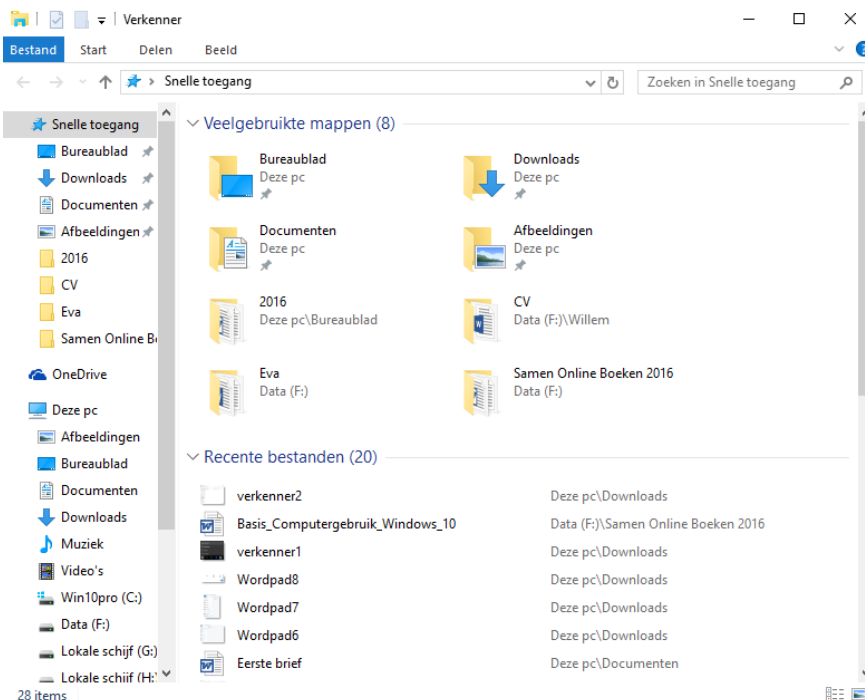 Verkenner
Bestand Start Delen Beeld
Snelle toegang
Zoeken in Snelle toegang
Snelle toegang
Bureaublad
Downloads
Documenten
Afbeeldingen
2016
CV
Eva
Samen Online Bo
OneDrive
Deze pc
Afbeeldingen
Bureaublad
Documenten
Downloads
Muziek
Video's
Win10pro (C:)
Data (F:)
Lokale schijf (G:)
Lokale schijf (H:)
28 items
Veelgebruikte mappen (8)
Bureaublad
Deze pc
Downloads
Deze pc
Documenten
Deze pc
Afbeeldingen
Deze pc
2016
Deze pc\Bureaublad
CV
Data (F:)\Willem
Eva
Data (F:)
Samen Online Boeken 2016
Data (F:)
Recente bestanden (20)
verkenner2 Deze pc\Downloads
Basis_Computergebruik_Windows_10 Data (F:)\Samen Online Boeken 2016
verkenner1 Deze pc\Downloads
Wordpad8 Deze pc\Downloads
Wordpad7 Deze pc\Downloads
Wordpad6 Deze pc\Downloads
Eerste brief Deze pc\Documenten